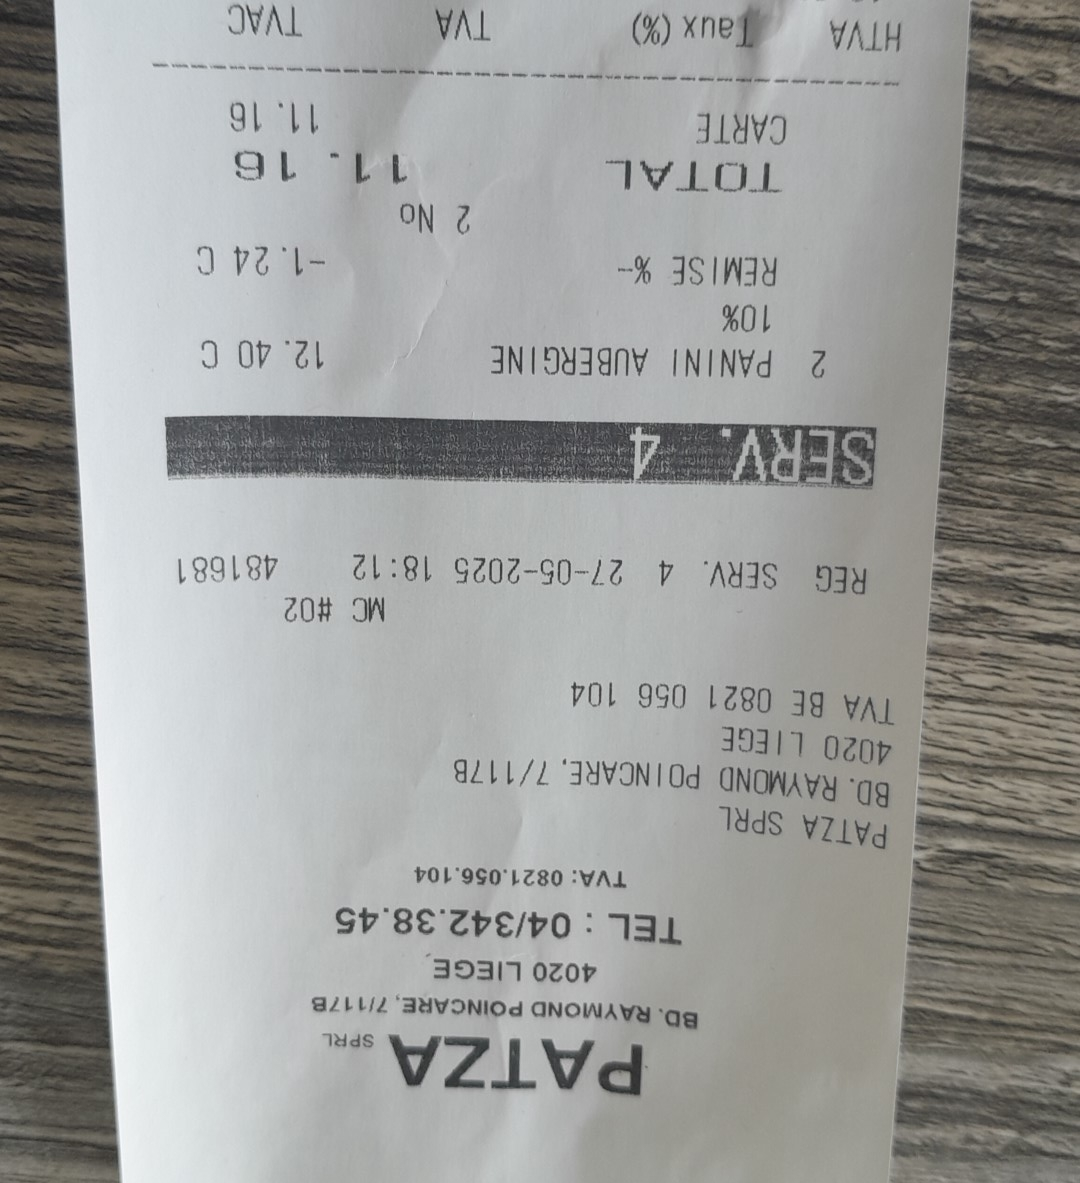 PATZA SPRL
BD. RAYMOND POINCARE, 7/117B
4020 LIEGE
TEL : 04/342.38.45
TVA: 0821.056.104
PATZA SPRL
BD. RAYMOND POINCARE, 7/117B
4020 LIEGE
TVA BE 0821 056 104
MC #02
REG SERV. 4 27-05-2025 18:12 481681
SERV. 4
2 PANINI AUBERGINE 12.40 C
10%
REMISE %- -1.24 C
2 No
TOTAL 11.16
CARTE 11.16
HTVA Taux (%) TVA TVAC